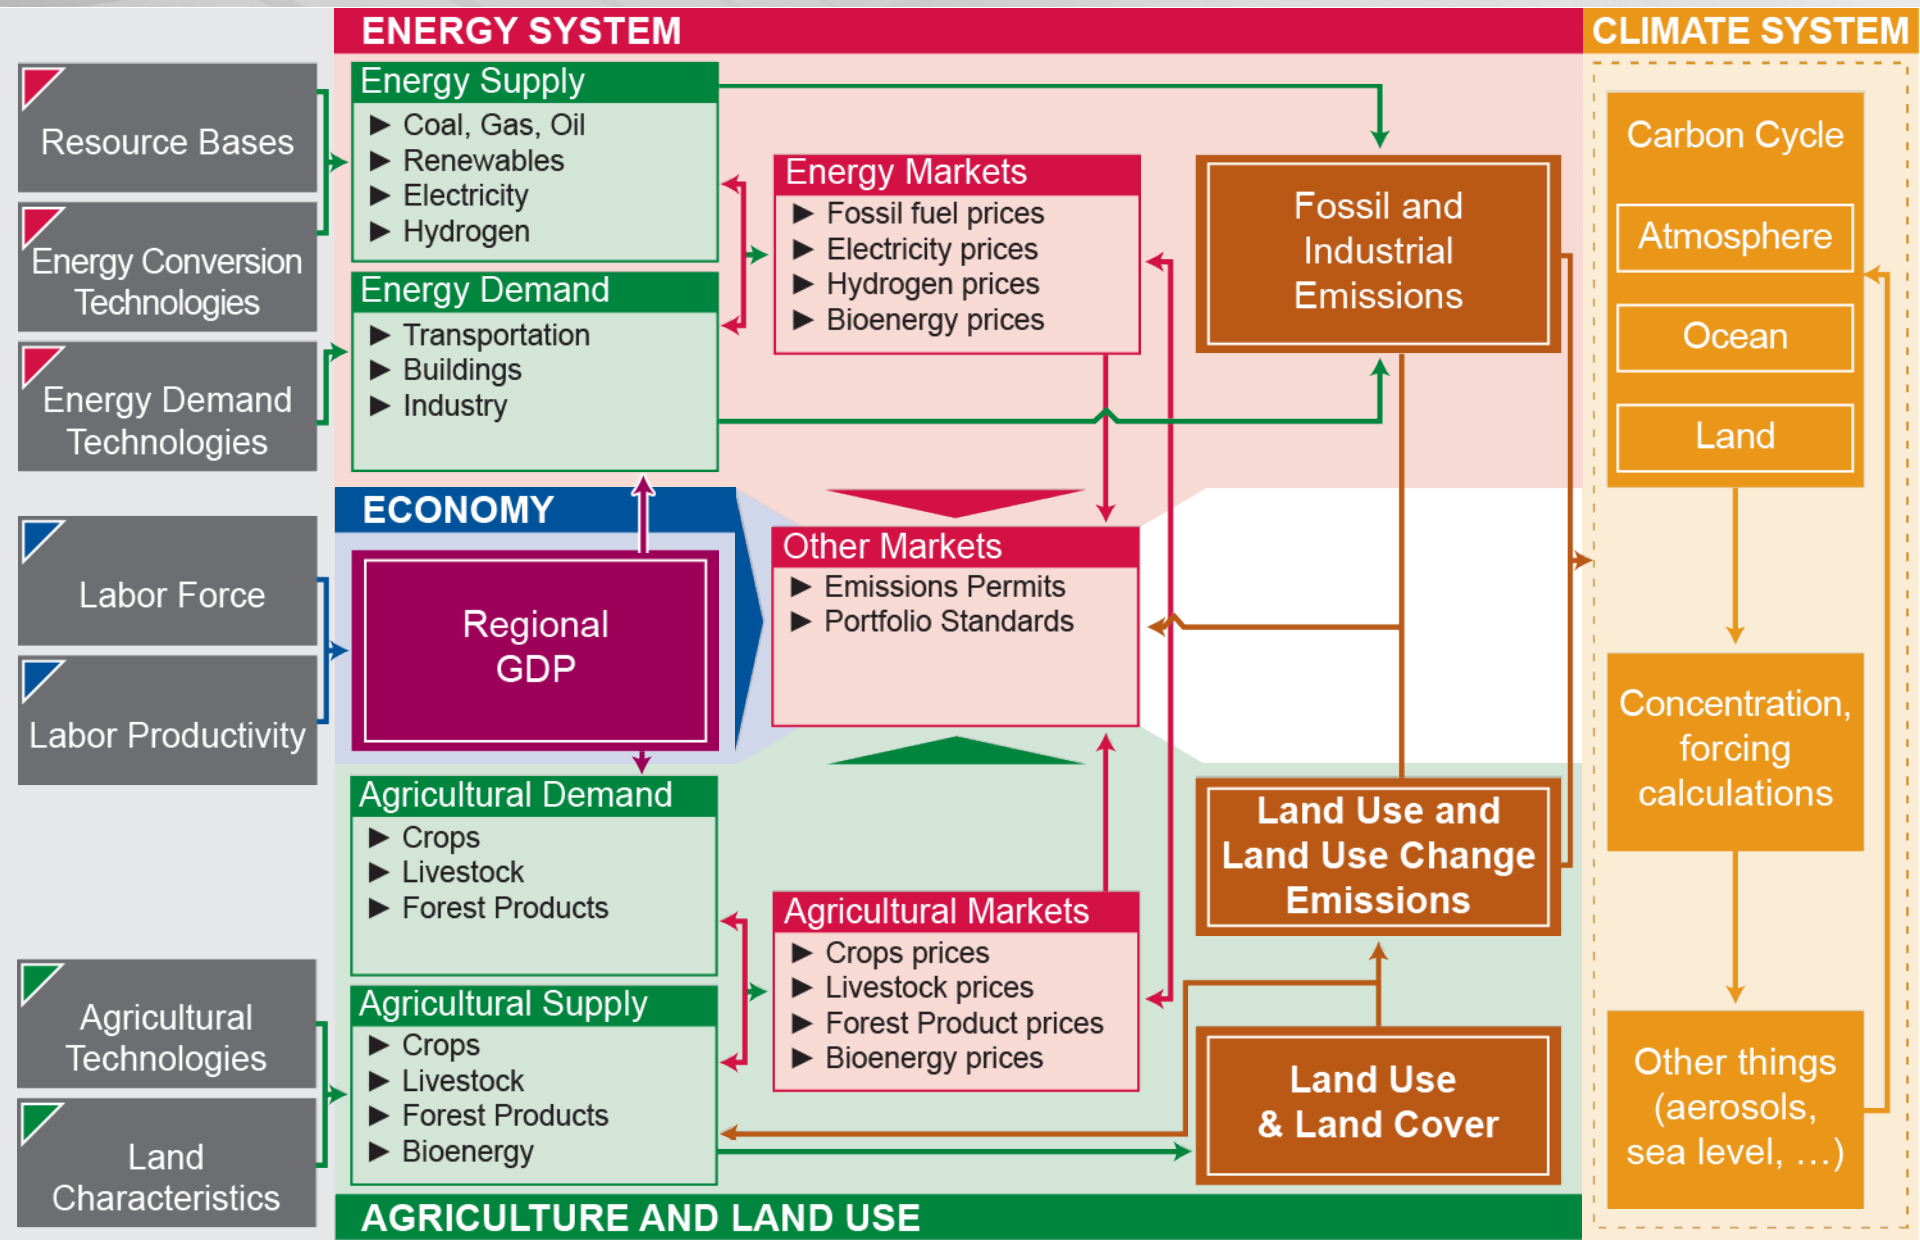 ENERGY SYSTEM
CLIMATE SYSTEM
Resource Bases
Energy Conversion
Technologies
Energy Demand
Technologies
Labor Force
Labor Productivity
Agricultural
Technologies
Land
Characteristics
Energy Supply
► Coal, Gas, Oil
► Renewables
► Electricity
► Hydrogen
Energy Demand
► Transportation
► Buildings
► Industry
ECONOMY
Regional
GDP
Agricultural Demand
► Crops
► Livestock
► Forest Products
Agricultural Supply
► Crops
► Livestock
► Forest Products
► Bioenergy
Energy Markets
► Fossil fuel prices
► Electricity prices
► Hydrogen prices
► Bioenergy prices
Other Markets
► Emissions Permits
► Portfolio Standards
Agricultural Markets
► Crops prices
► Livestock prices
► Forest Product prices
► Bioenergy prices
Fossil and
Industrial
Emissions
Land Use and
Land Use Change
Emissions
Land Use
& Land Cover
Carbon Cycle
Atmosphere
Ocean
Land
Concentration,
forcing
calculations
Other things
(aerosols,
sea level, …)
AGRICULTURE AND LAND USE